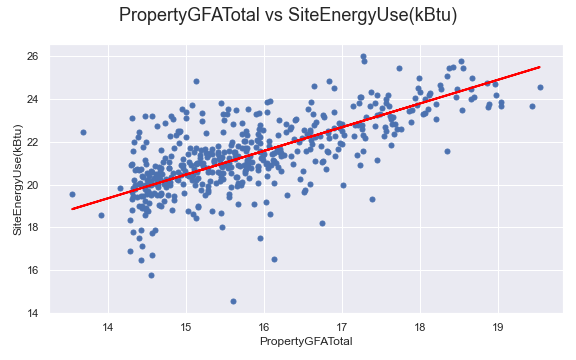 PropertyGFATotal vs SiteEnergyUse(kBtu)
26
24
22
20
18
16
14
SiteEnergyUse(kBtu)
14 15 16 17 18 19
PropertyGFATotal